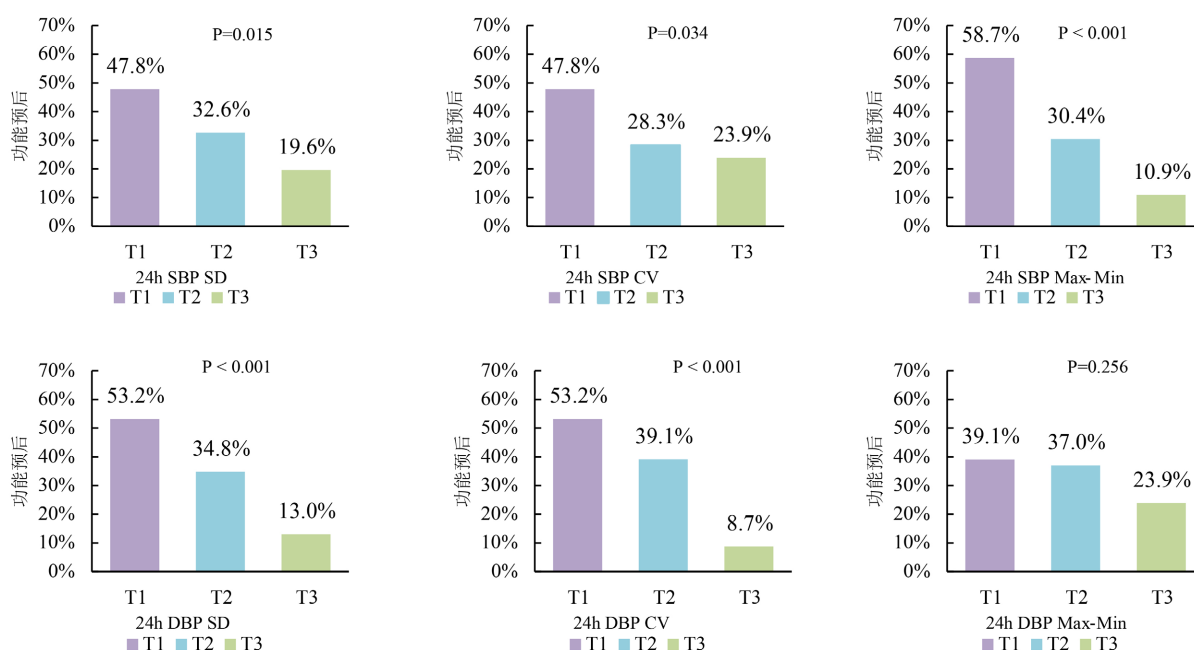 70%
60%
50%
40%
30%
20%
10%
0%
功能预后
P=0.015
47.8%
32.6%
19.6%
T1 T2 T3
24h SBP SD
T1 T2 T3
70%
60%
50%
40%
30%
20%
10%
0%
功能预后
P=0.034
47.8%
28.3%
23.9%
T1 T2 T3
24h SBP CV
T1 T2 T3
70%
60%
50%
40%
30%
20%
10%
0%
功能预后
P < 0.001
58.7%
30.4%
10.9%
T1 T2 T3
24h SBP Max-Min
T1 T2 T3
70%
60%
50%
40%
30%
20%
10%
0%
功能预后
P < 0.001
53.2%
34.8%
13.0%
T1 T2 T3
24h DBP SD
T1 T2 T3
70%
60%
50%
40%
30%
20%
10%
0%
功能预后
P < 0.001
53.2%
39.1%
8.7%
T1 T2 T3
24h DBP CV
T1 T2 T3
70%
60%
50%
40%
30%
20%
10%
0%
功能预后
P=0.256
39.1%
37.0%
23.9%
T1 T2 T3
24h DBP Max-Min
T1 T2 T3